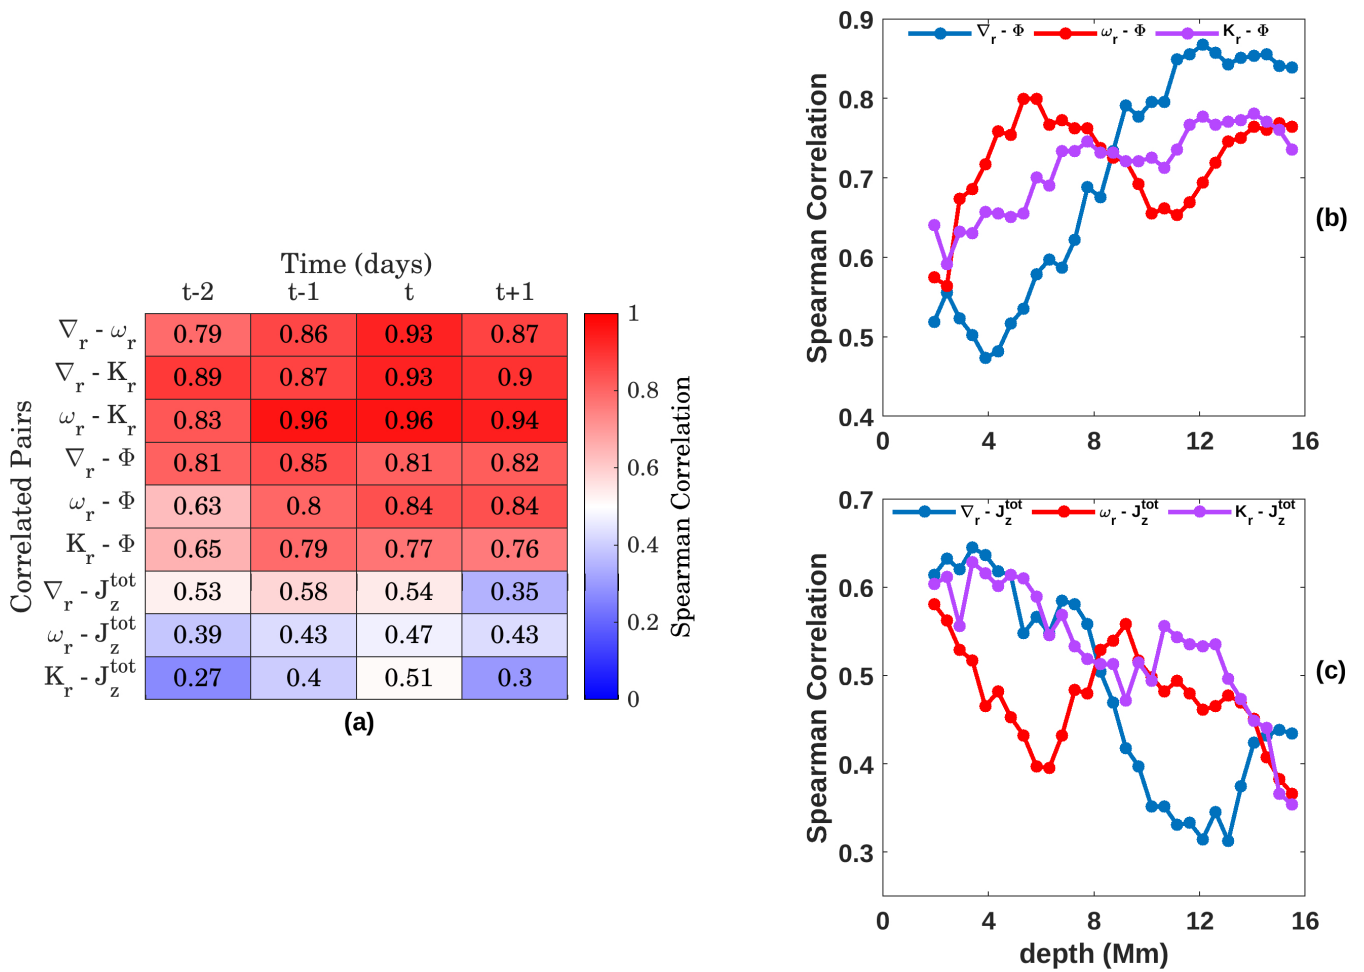 Time (days)
t-2 t-1 t t+1
Correlated Pairs
∇r - ωr 0.79 0.86 0.93 0.87
∇r - Kr 0.89 0.87 0.93 0.9
ωr - Kr 0.83 0.96 0.96 0.94
∇r - Φ 0.81 0.85 0.81 0.82
ωr - Φ 0.63 0.8 0.84 0.84
Kr - Φ 0.65 0.79 0.77 0.76
∇r - Jztot 0.53 0.58 0.54 0.35
ωr - Jztot 0.39 0.43 0.47 0.43
Kr - Jztot 0.27 0.4 0.51 0.3
1
0.8
0.6
0.4
0.2
0
Spearman Correlation
(a)
∇r - Φ ωr - Φ Kr - Φ
0.9
0.8
0.7
0.6
0.5
0.4
Spearman Correlation
0 4 8 12 16
(b)
∇r - Jztot ωr - Jztot Kr - Jztot
0.7
0.6
0.5
0.4
0.3
Spearman Correlation
0 4 8 12 16
depth (Mm)
(c)